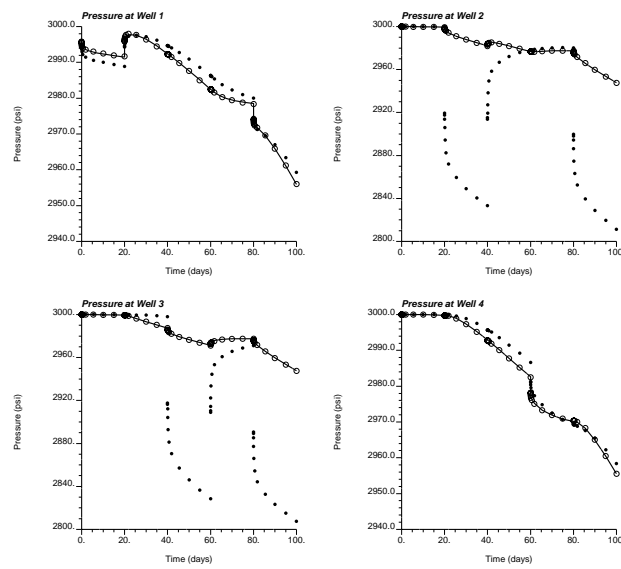 Pressure at Well 1
3000.0
2990.0
2980.0
2970.0
2960.0
2950.0
2940.0
Pressure (psi)
0. 20. 40. 60. 80. 100.
Time (days)
Pressure at Well 2
3000.
2960.
2920.
2880.
2840.
2800.
Pressure (psi)
0. 20. 40. 60. 80. 100.
Time (days)
Pressure at Well 3
3000.
2960.
2920.
2880.
2840.
2800.
Pressure (psi)
0. 20. 40. 60. 80. 100.
Time (days)
Pressure at Well 4
3000.0
2990.0
2980.0
2970.0
2960.0
2950.0
2940.0
Pressure (psi)
0. 20. 40. 60. 80. 100.
Time (days)